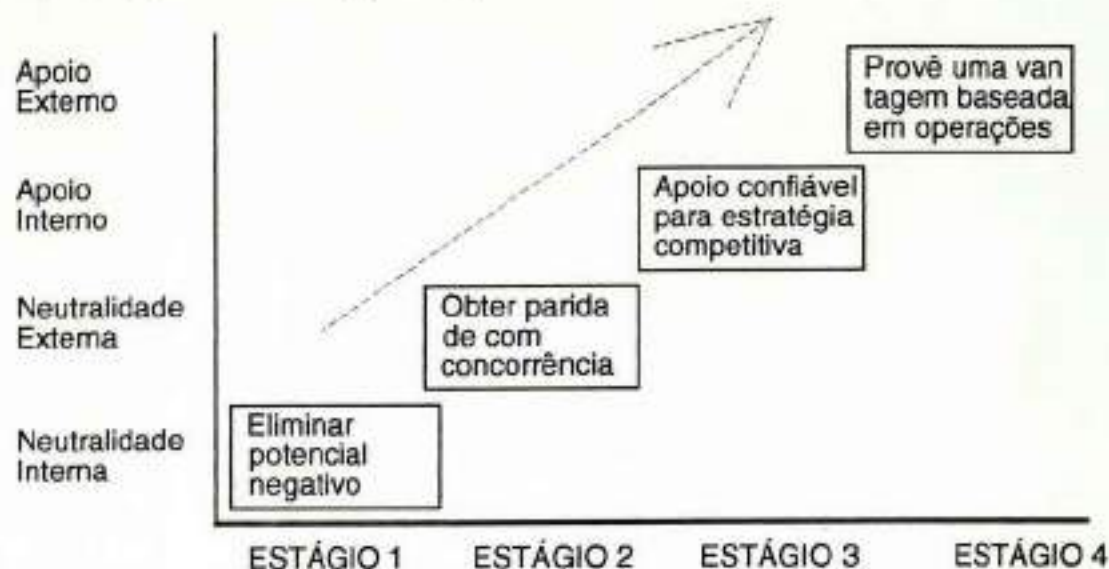 Apoio
Externo
Provê uma van
tagem baseada
em operações
Apoio
Interno
Apoio confiável
para estratégia
competitiva
Neutralidade
Externa
Obter parida
de com
concorrência
Neutralidade
Interna
Eliminar
potencial
negativo
ESTÁGIO 1
ESTÁGIO 2
ESTÁGIO 3
ESTÁGIO 4